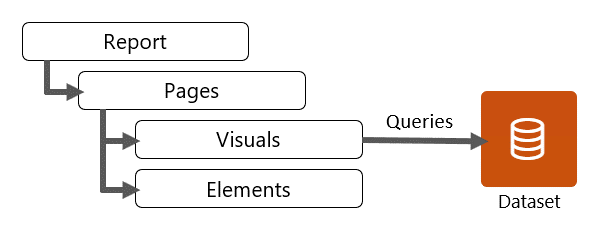 Report
Pages
Visuals
Queries
Elements
Dataset